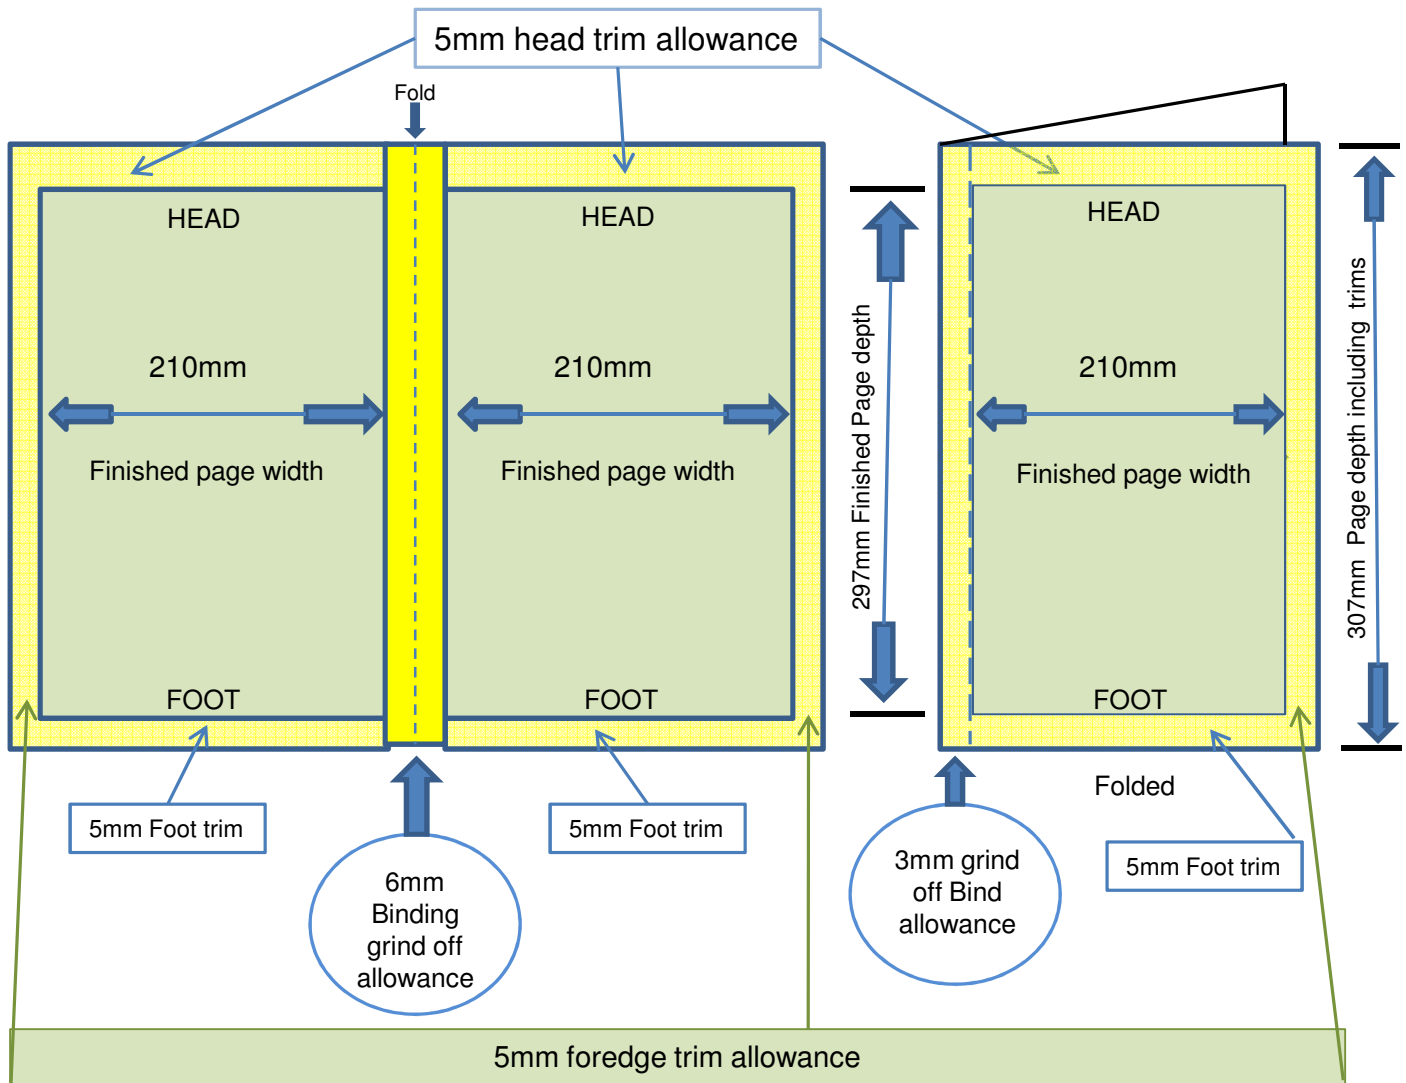 5mm head trim allowance
Fold
HEAD
HEAD
HEAD
210mm
210mm
210mm
Finished page width
Finished page width
Finished page width
297mm Finished Page depth
307mm Page depth including trims
FOOT
FOOT
FOOT
Folded
5mm Foot trim
5mm Foot trim
5mm Foot trim
6mm
Binding
grind off
allowance
3mm grind
off Bind
allowance
5mm foredge trim allowance